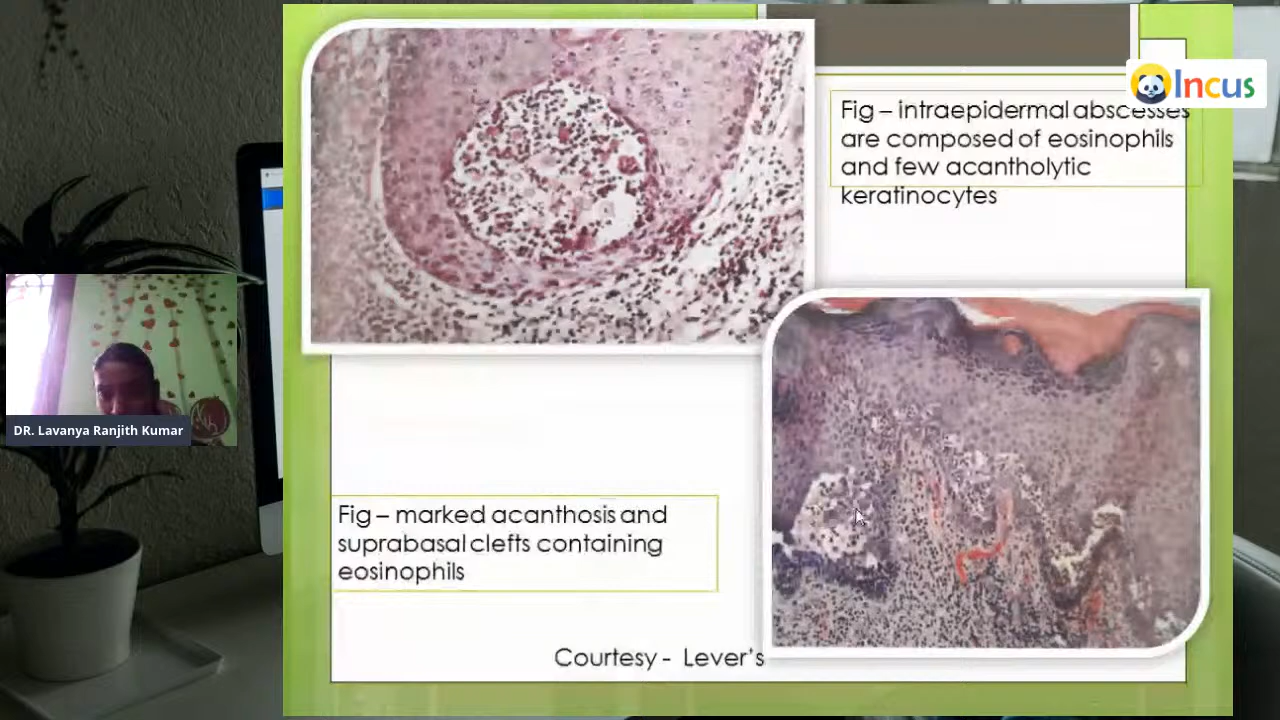 Incus
Fig – intraepidermal abscesses
are composed of eosinophils
and few acantholytic
keratinocytes
DR. Lavanya Ranjith Kumar
Fig – marked acanthosis and
suprabasal clefts containing
eosinophils
Courtesy - Lever's